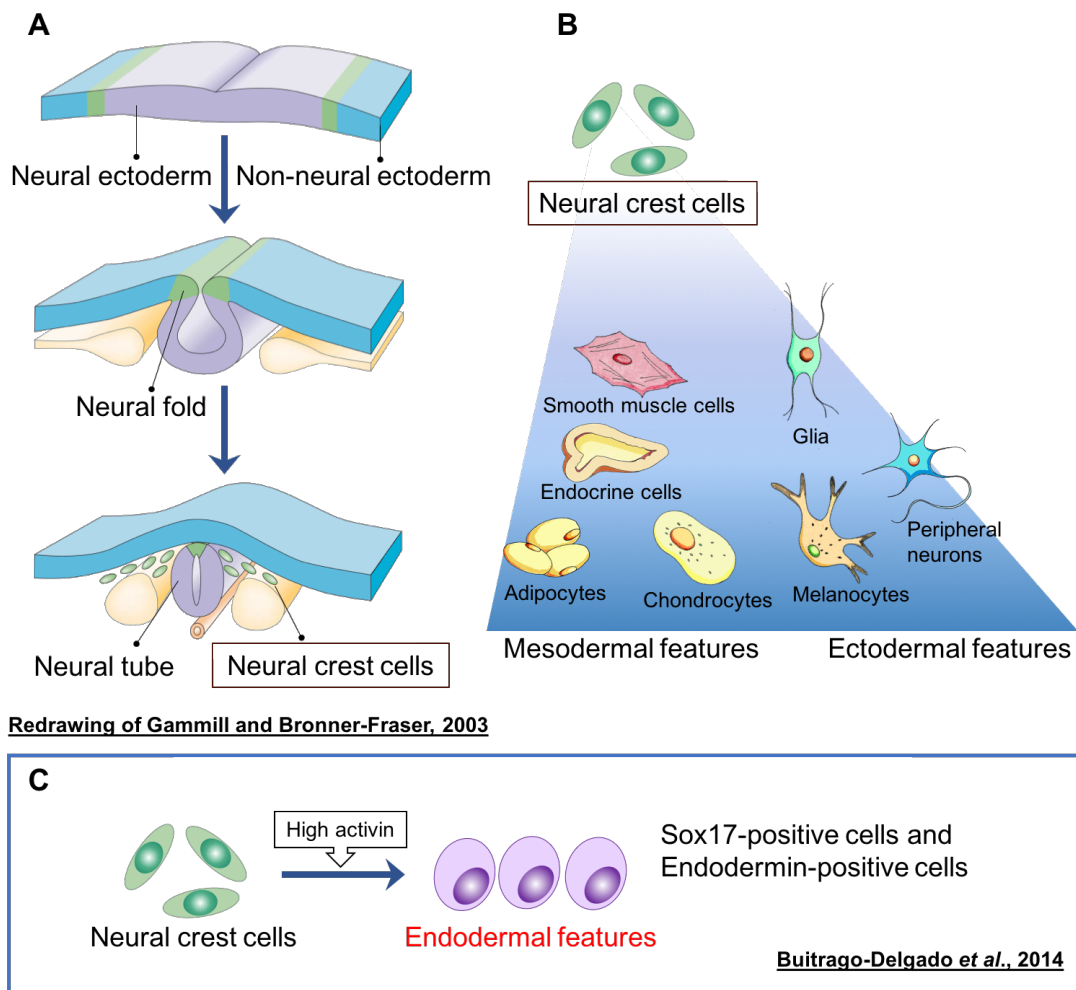 A
Neural ectoderm
Non-neural ectoderm
Neural fold
Neural tube
Neural crest cells
Redrawing of Gammill and Bronner-Fraser, 2003
B
Neural crest cells
Smooth muscle cells
Glia
Endocrine cells
Peripheral
neurons
Adipocytes
Chondrocytes
Melanocytes
Mesodermal features
Ectodermal features
C
High activin
Neural crest cells
Endodermal features
Sox17-positive cells and
Endodermin-positive cells
Buitrago-Delgado et al., 2014